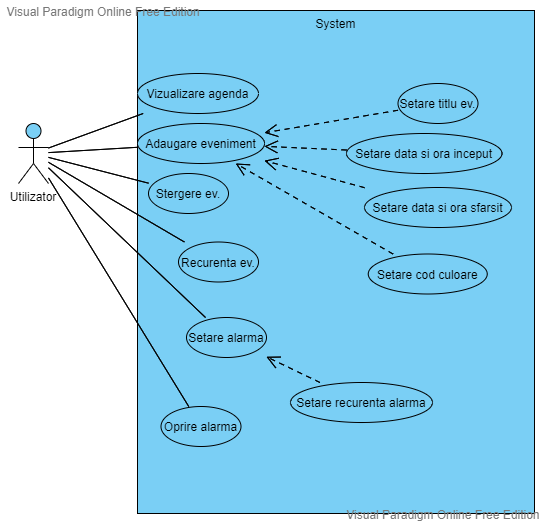 Visual Paradigm Online Free Edition
System
Vizualizare agenda
Setare titlu ev.
Adaugare eveniment
Setare data si ora inceput
Utilizator
Stergere ev.
Setare data si ora sfarsit
Recurenta ev.
Setare cod culoare
Setare alarma
Setare recurenta alarma
Oprire alarma
Visual Paradigm Online Free Edition